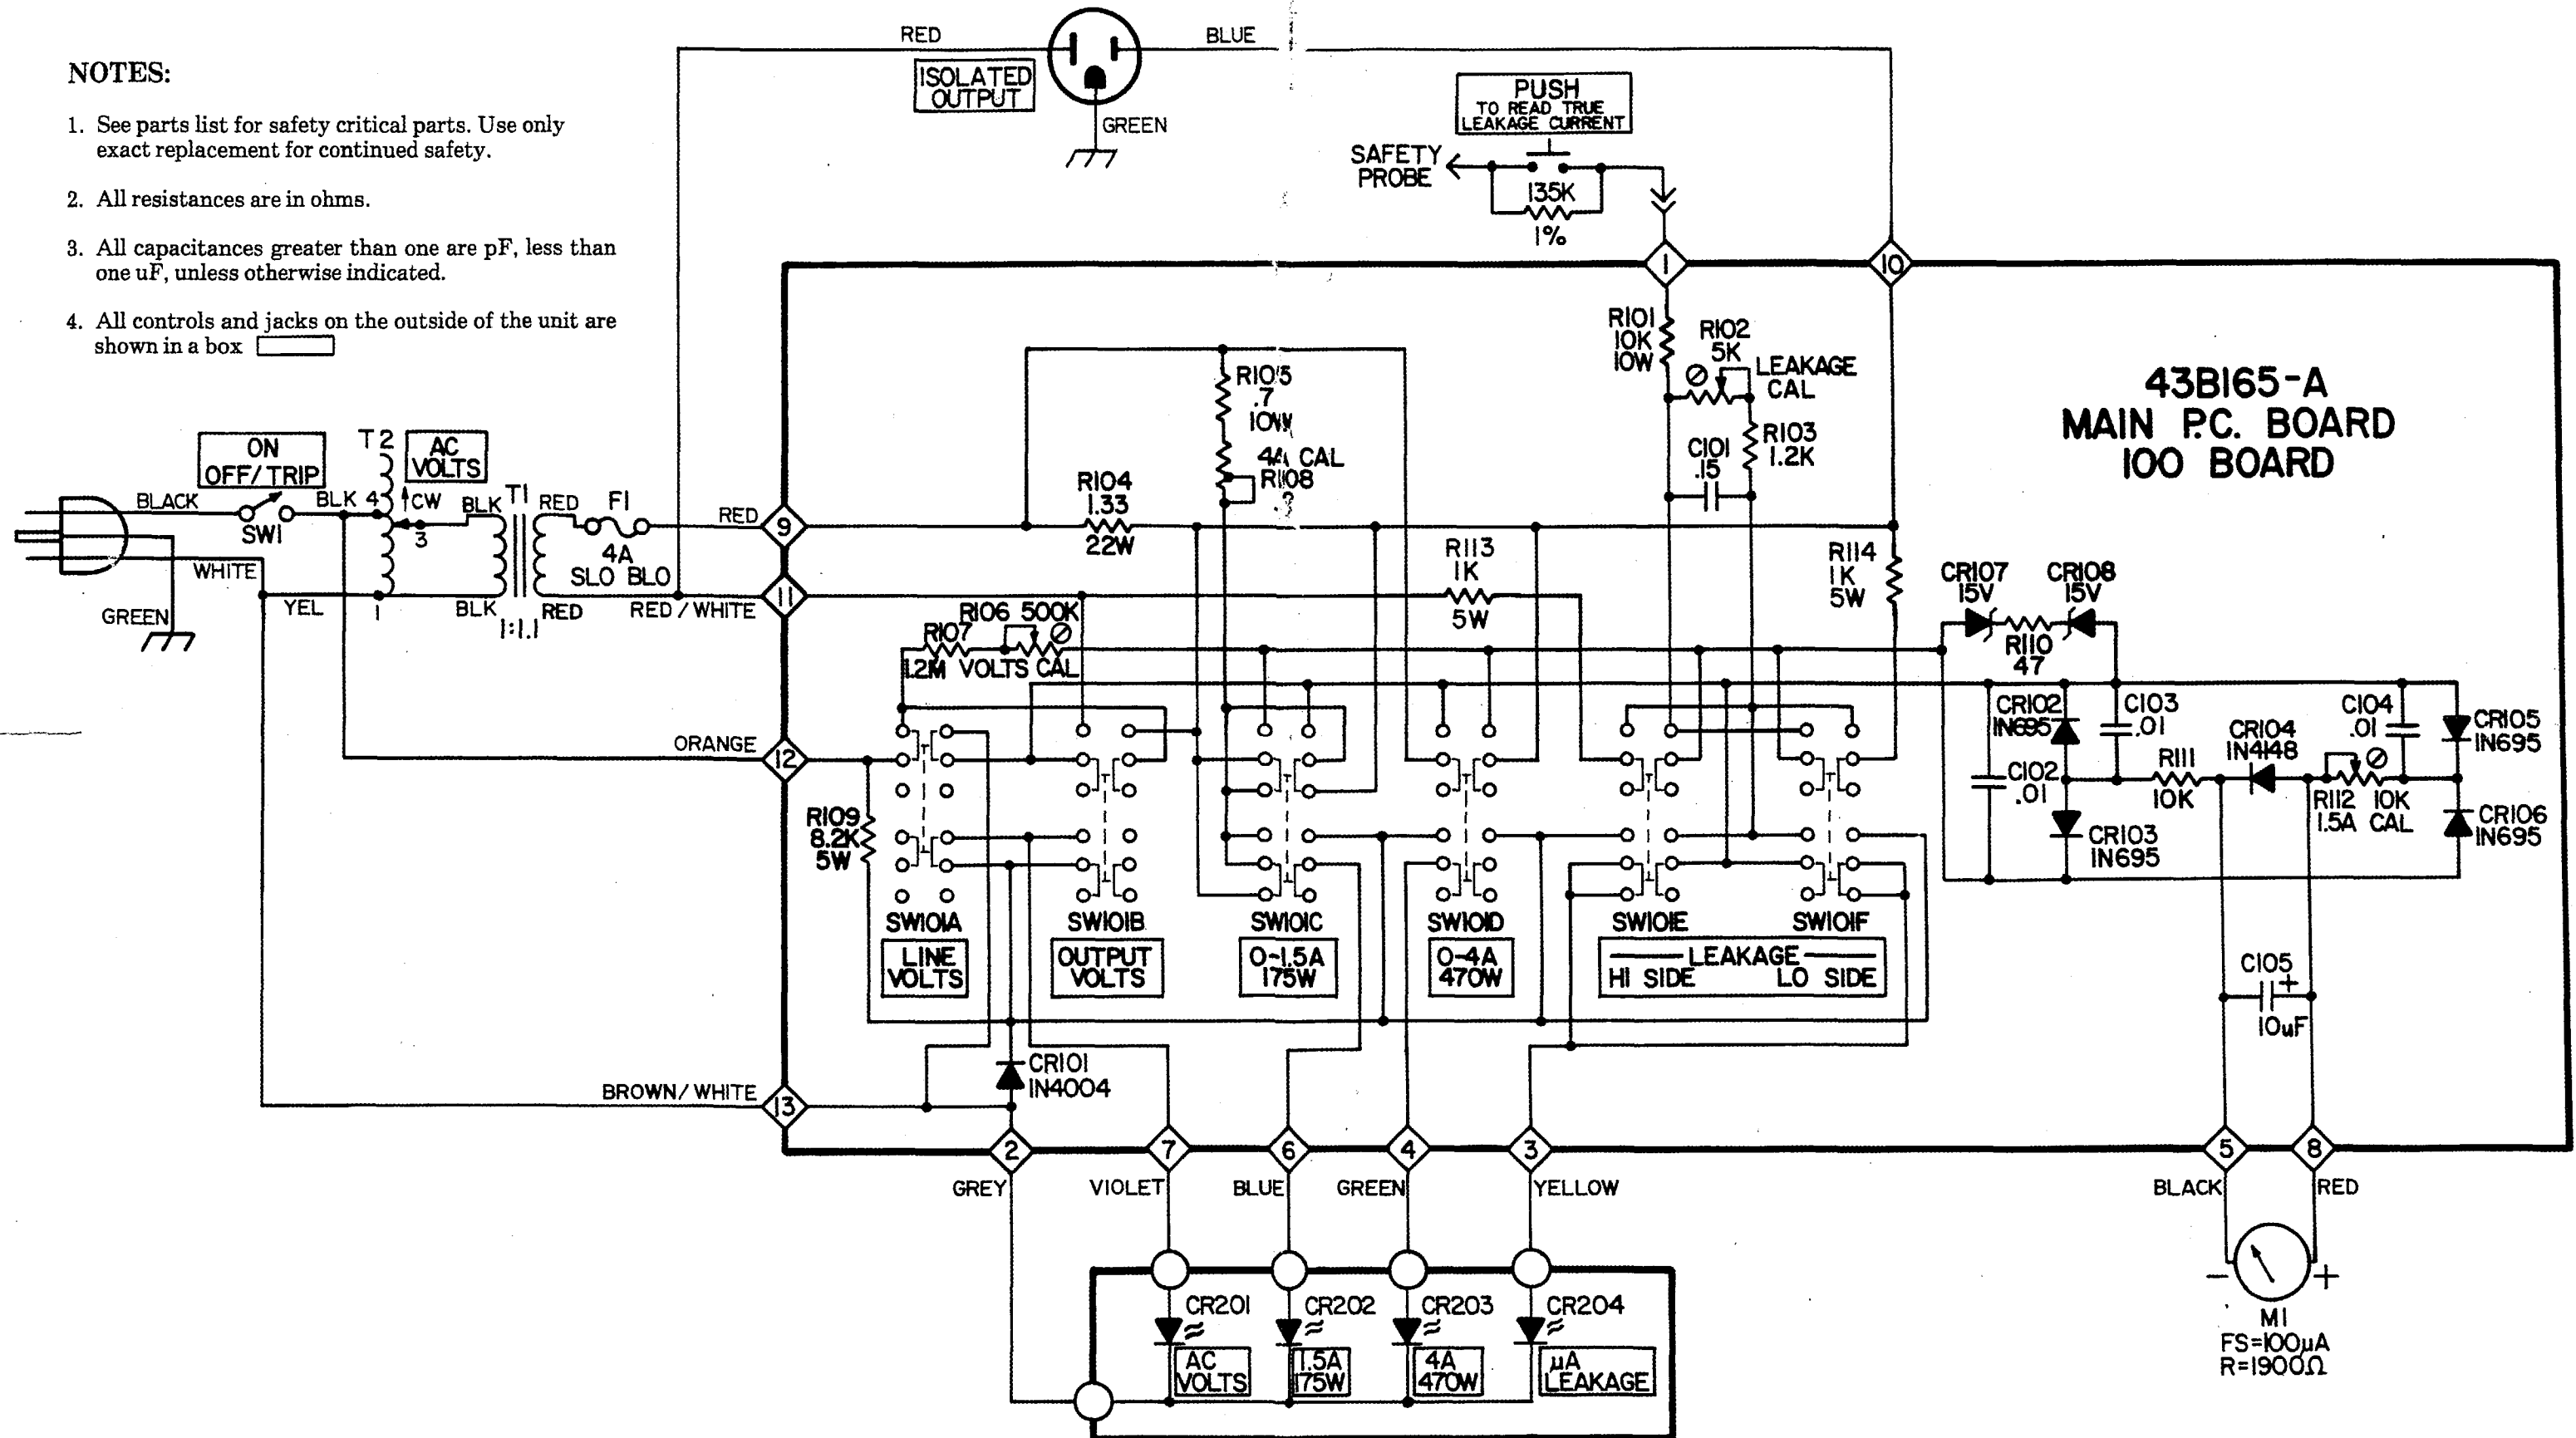 NOTES:
1. See parts list for safety critical parts. Use only
exact replacement for continued safety.
2. All resistances are in ohms.
3. All capacitances greater than one are pF, less than
one uF, unless otherwise indicated.
4. All controls and jacks on the outside of the unit are
shown in a box
RED
BLUE
ISOLATED
OUTPUT
GREEN
PUSH
TO READ TRUE
LEAKAGE CURRENT
SAFETY
PROBE
135K
1%
1
10
R101
10K
10W
R102
5K
LEAKAGE
CAL
R103
1.2K
C101
.15
43B165-A
MAIN P.C. BOARD
100 BOARD
R105
.7
10W
4A CAL
R108
R104
1.33
22W
R113
1K
5W
R114
1K
5W
ON
OFF/TRIP
T2
AC
VOLTS
BLACK
SW1
BLK 4
CW
3
BLK
T1
RED
F1
4A
SLO BLO
RED
9
WHITE
GREEN
YEL
1
BLK
1:1.1
RED
RED/WHITE
11
R106 500K
R107
1.2M VOLTS CAL
CR107
15V
CR108
15V
R110
47
ORANGE
12
R109
8.2K
5W
CR102
IN695
C103
.01
C102
.01
CR103
IN695
R111
10K
CR104
IN4148
C104
.01
R112 10K
1.5A CAL
CR105
IN695
CR106
IN695
SW101A
SW101B
SW101C
SW101D
SW101E
SW101F
LINE
VOLTS
OUTPUT
VOLTS
0-1.5A
175W
0-4A
470W
LEAKAGE
HI SIDE
LO SIDE
C105
+
10uF
CR101
IN4004
BROWN/WHITE
13
2
7
6
4
3
5
8
GREY
VIOLET
BLUE
GREEN
YELLOW
BLACK
RED
CR201
CR202
CR203
CR204
AC
VOLTS
1.5A
175W
4A
470W
µA
LEAKAGE
- +
M1
FS=100µA
R=1900Ω